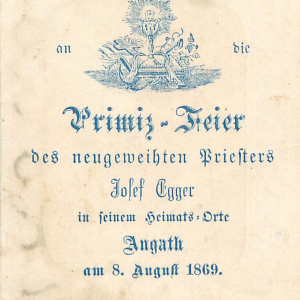 an die
Primiz-Feier
des neugeweihten Priesters
Josef Egger
in seinem Heimats-Orte
Angath
am 8. August 1869.